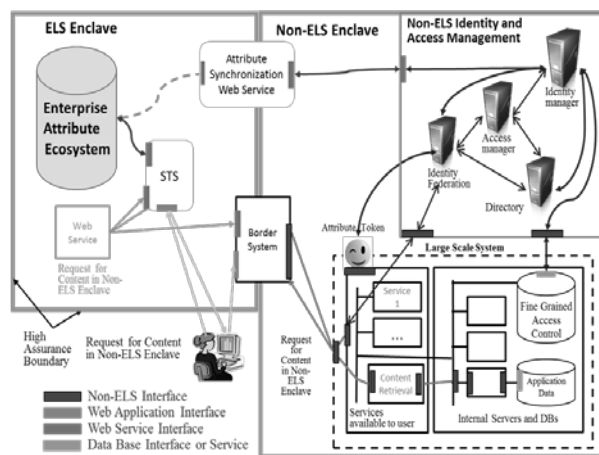 ELS Enclave
Non-ELS Enclave
Non-ELS Identity and
Access Management
Attribute
Synchronization
Web Service
Enterprise
Attribute
Ecosystem
Identity
manager
Access
manager
Identity
Federation
Directory
STS
Web
Service
Border
System
Attribute Token
Large Scale System
Request for
Content in Non-
ELS Enclave
Service
1
...
Fine Grained
Access
Control
High
Assurance
Boundary
Request for Content
in Non-ELS Enclave
Request for
Content in
Non-ELS
Enclave
Content
Retrieval
Application
Data
Services
available to user
Internal Servers and DBs
Non-ELS Interface
Web Application Interface
Web Service Interface
Data Base Interface or Service